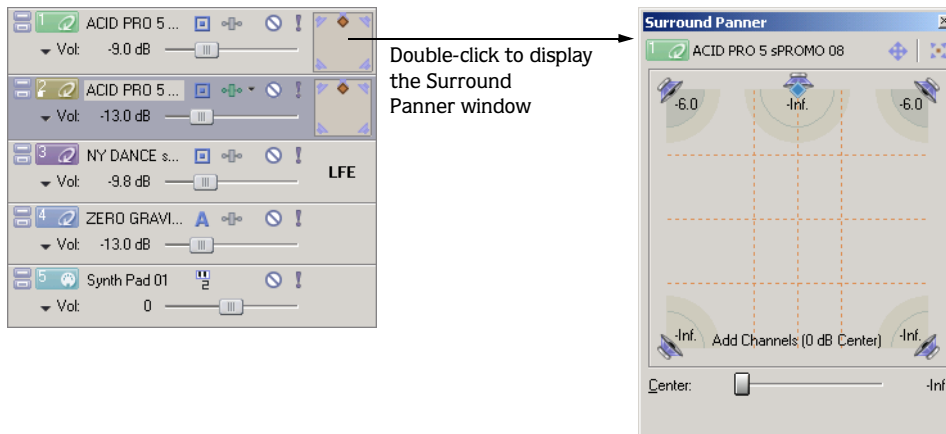 1 ACID PRO 5 ...
Vol: -9.0 dB
2 ACID PRO 5 ...
Vol: -13.0 dB
3 NY DANCE s...
Vol: -9.8 dB
LFE
4 ZERO GRAVI...
A
Vol: -13.0 dB
5 Synth Pad 01
2
Vol: 0
Double-click to display
the Surround
Panner window
Surround Panner
1 ACID PRO 5 sPROMO 08
-6.0 -Inf. -6.0
-Inf. Add Channels (0 dB Center) -Inf.
Center: -Inf